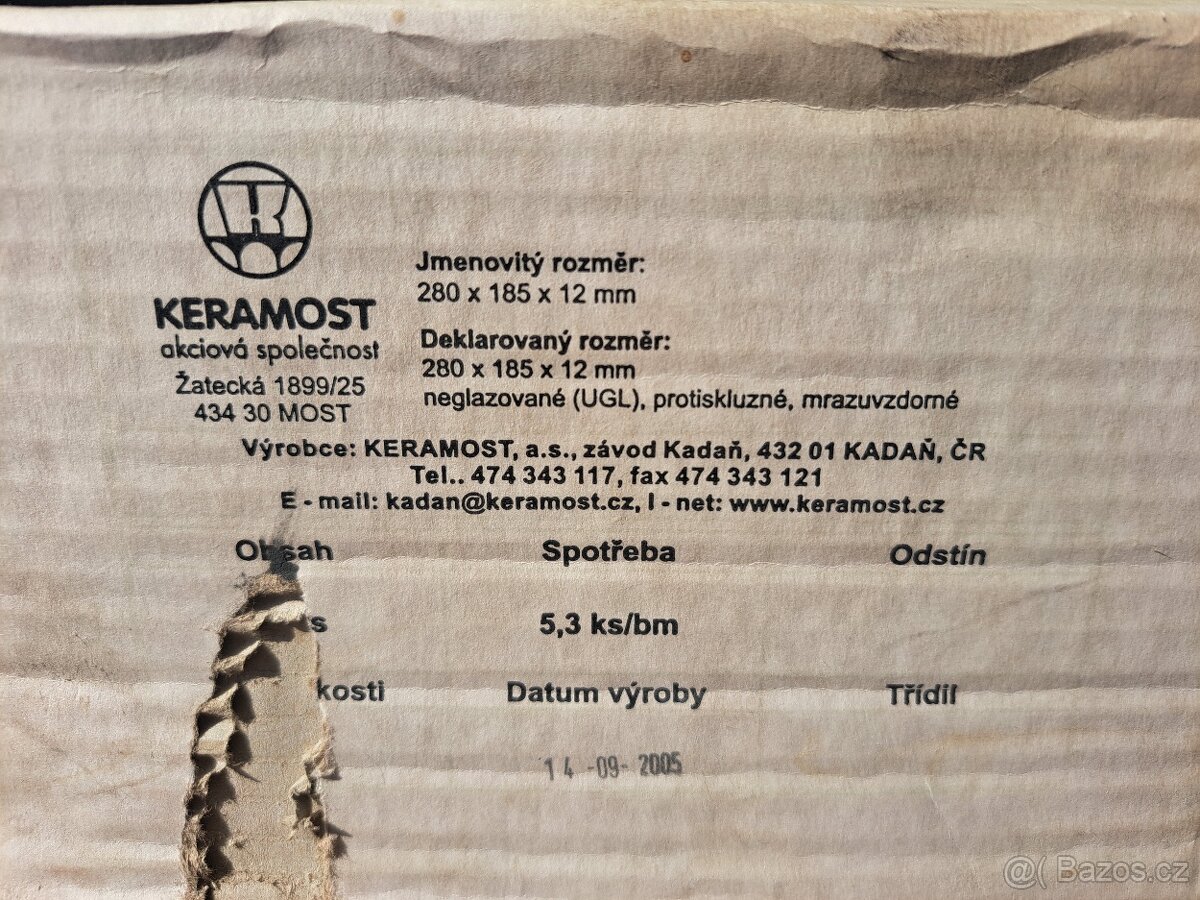 K
KERAMOST
akciová společnost
Žatecká 1899/25
434 30 MOST
Jmenovitý rozměr:
280 x 185 x 12 mm
Deklarovaný rozměr:
280 x 185 x 12 mm
neglazované (UGL), protiskluzné, mrazuvzdorné
Výrobce: KERAMOST, a.s., závod Kadaň, 432 01 KADAŇ, ČR
Tel.. 474 343 117, fax 474 343 121
E - mail: kadan@keramost.cz, I - net: www.keramost.cz
Obsah Spotřeba Odstín
5,3 ks/bm
Datum výroby Třídil
14 -09- 2005
@( Bazos.cz